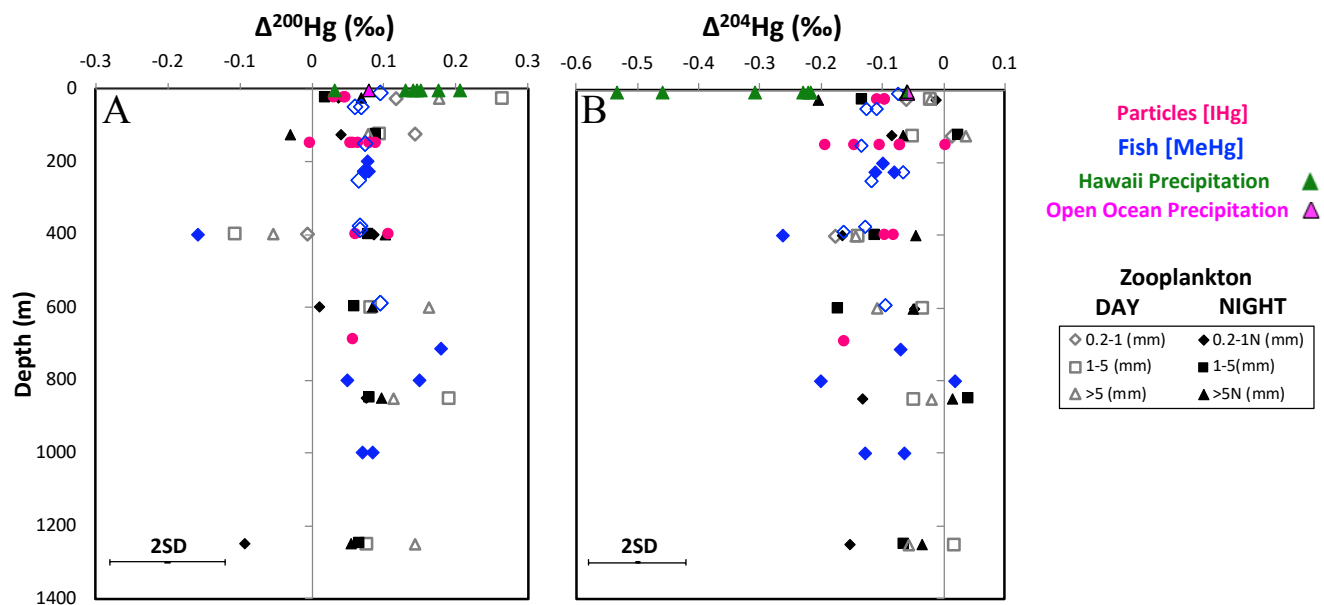 Δ²⁰⁰Hg (‰)
Δ²⁰⁴Hg (‰)
-0.3 -0.2 -0.1 0 0.1 0.2 0.3
-0.6 -0.5 -0.4 -0.3 -0.2 -0.1 0 0.1
A
B
Depth (m)
0
200
400
600
800
1000
1200
1400
2SD
2SD
Particles [IHg]
Fish [MeHg]
Hawaii Precipitation
Open Ocean Precipitation
Zooplankton
DAY NIGHT
0.2-1 (mm) 0.2-1N (mm)
1-5 (mm) 1-5(mm)
>5 (mm) >5N (mm)